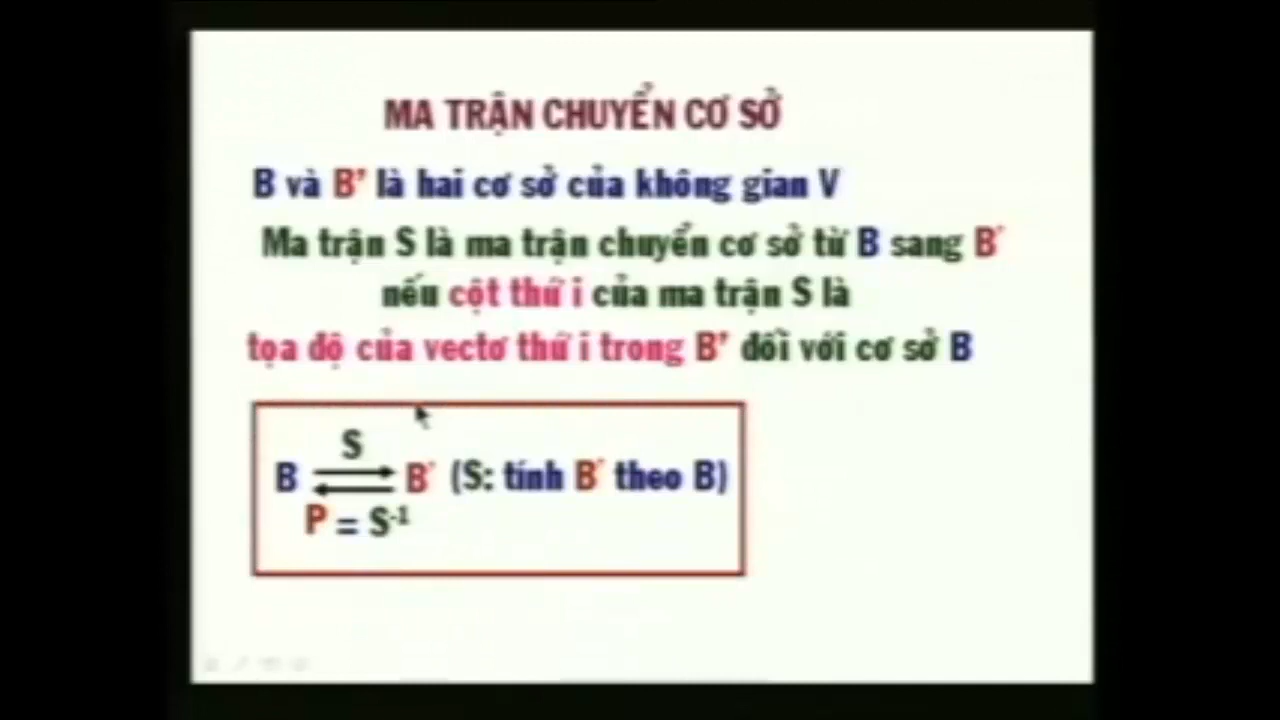 MA TRẬN CHUYỂN CƠ SỞ
B và B' là hai cơ sở của không gian V
Ma trận S là ma trận chuyển cơ sở từ B sang B'
nếu cột thứ i của ma trận S là
tọa độ của vectơ thứ i trong B' đối với cơ sở B
S
B B' (S: tính B' theo B)
P = S⁻¹